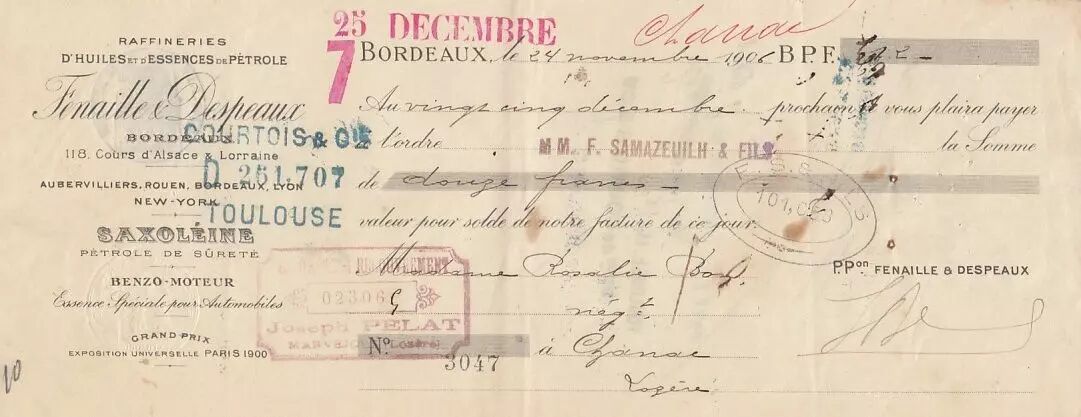 RAFFINERIES
D'HUILES ET D'ESSENCES DE PÉTROLE
Fenaille & Despeaux
BORDEAUX
118, Cours d'Alsace & Lorraine
AUBERVILLIERS, ROUEN, BORDEAUX, LYON
NEW-YORK
SAXOLÉINE
PÉTROLE DE SÛRETÉ
BENZO-MOTEUR
Essence Spéciale pour Automobiles
GRAND PRIX
EXPOSITION UNIVERSELLE PARIS 1900
COURTOIS & Cie
D 251.707
TOULOUSE
25 DECEMBRE
7
Chanac
BORDEAUX, le 24 novembre 1906 B.P.F.
Au vingt cinq décembre prochain il vous plaira payer
à l'ordre MM. F. SAMAZEUILH & FILS la Somme
de douze francs
valeur pour solde de notre facture de ce jour.
Madame Rosalie
négt
à Chanac
Lozère
P.Pon FENAILLE & DESPEAUX
02306
Joseph PELAT
MARVEJOLS (Lozère)
No 3047
10